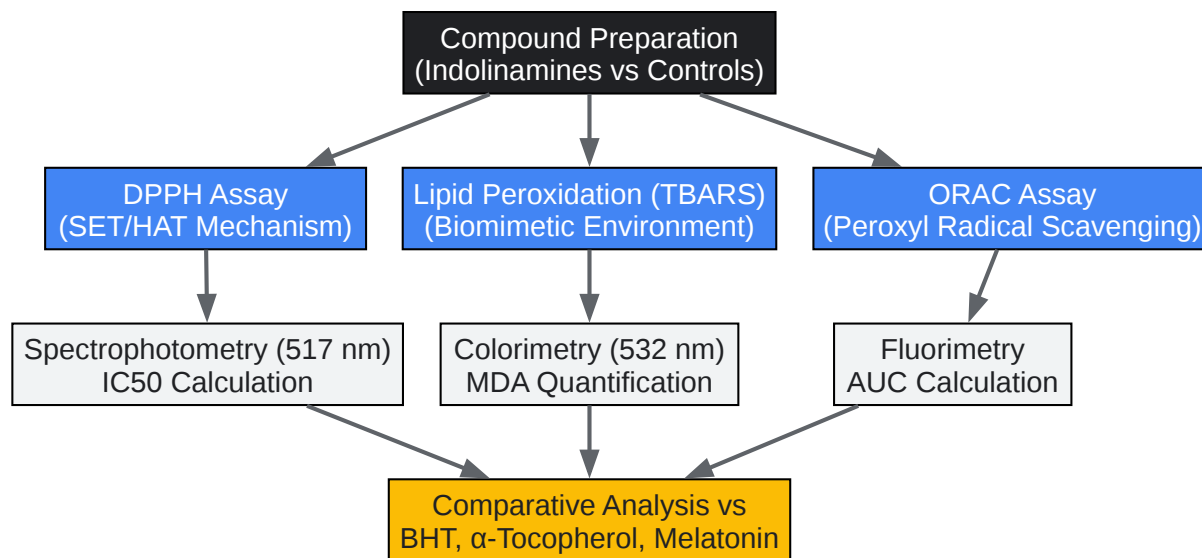 Compound Preparation
(Indolinamines vs Controls)
DPPH Assay
(SET/HAT Mechanism)
Lipid Peroxidation (TBARS)
(Biomimetic Environment)
ORAC Assay
(Peroxyl Radical Scavenging)
Spectrophotometry (517 nm)
IC50 Calculation
Colorimetry (532 nm)
MDA Quantification
Fluorimetry
AUC Calculation
Comparative Analysis vs
BHT, α-Tocopherol, Melatonin